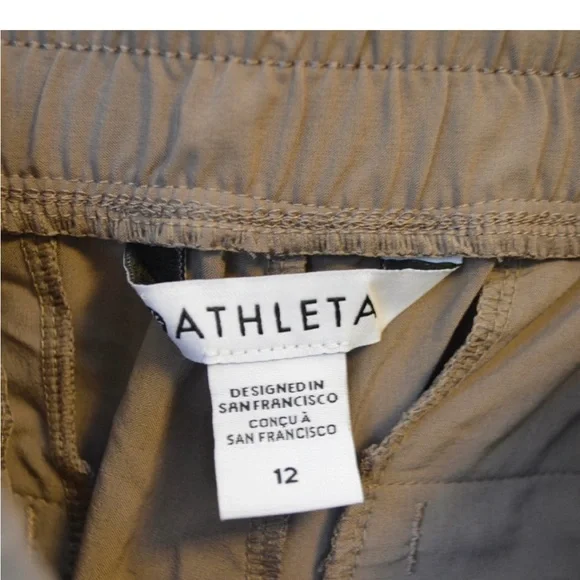 ATHLETA
DESIGNED IN
SAN FRANCISCO
CONÇU À
SAN FRANCISCO
12